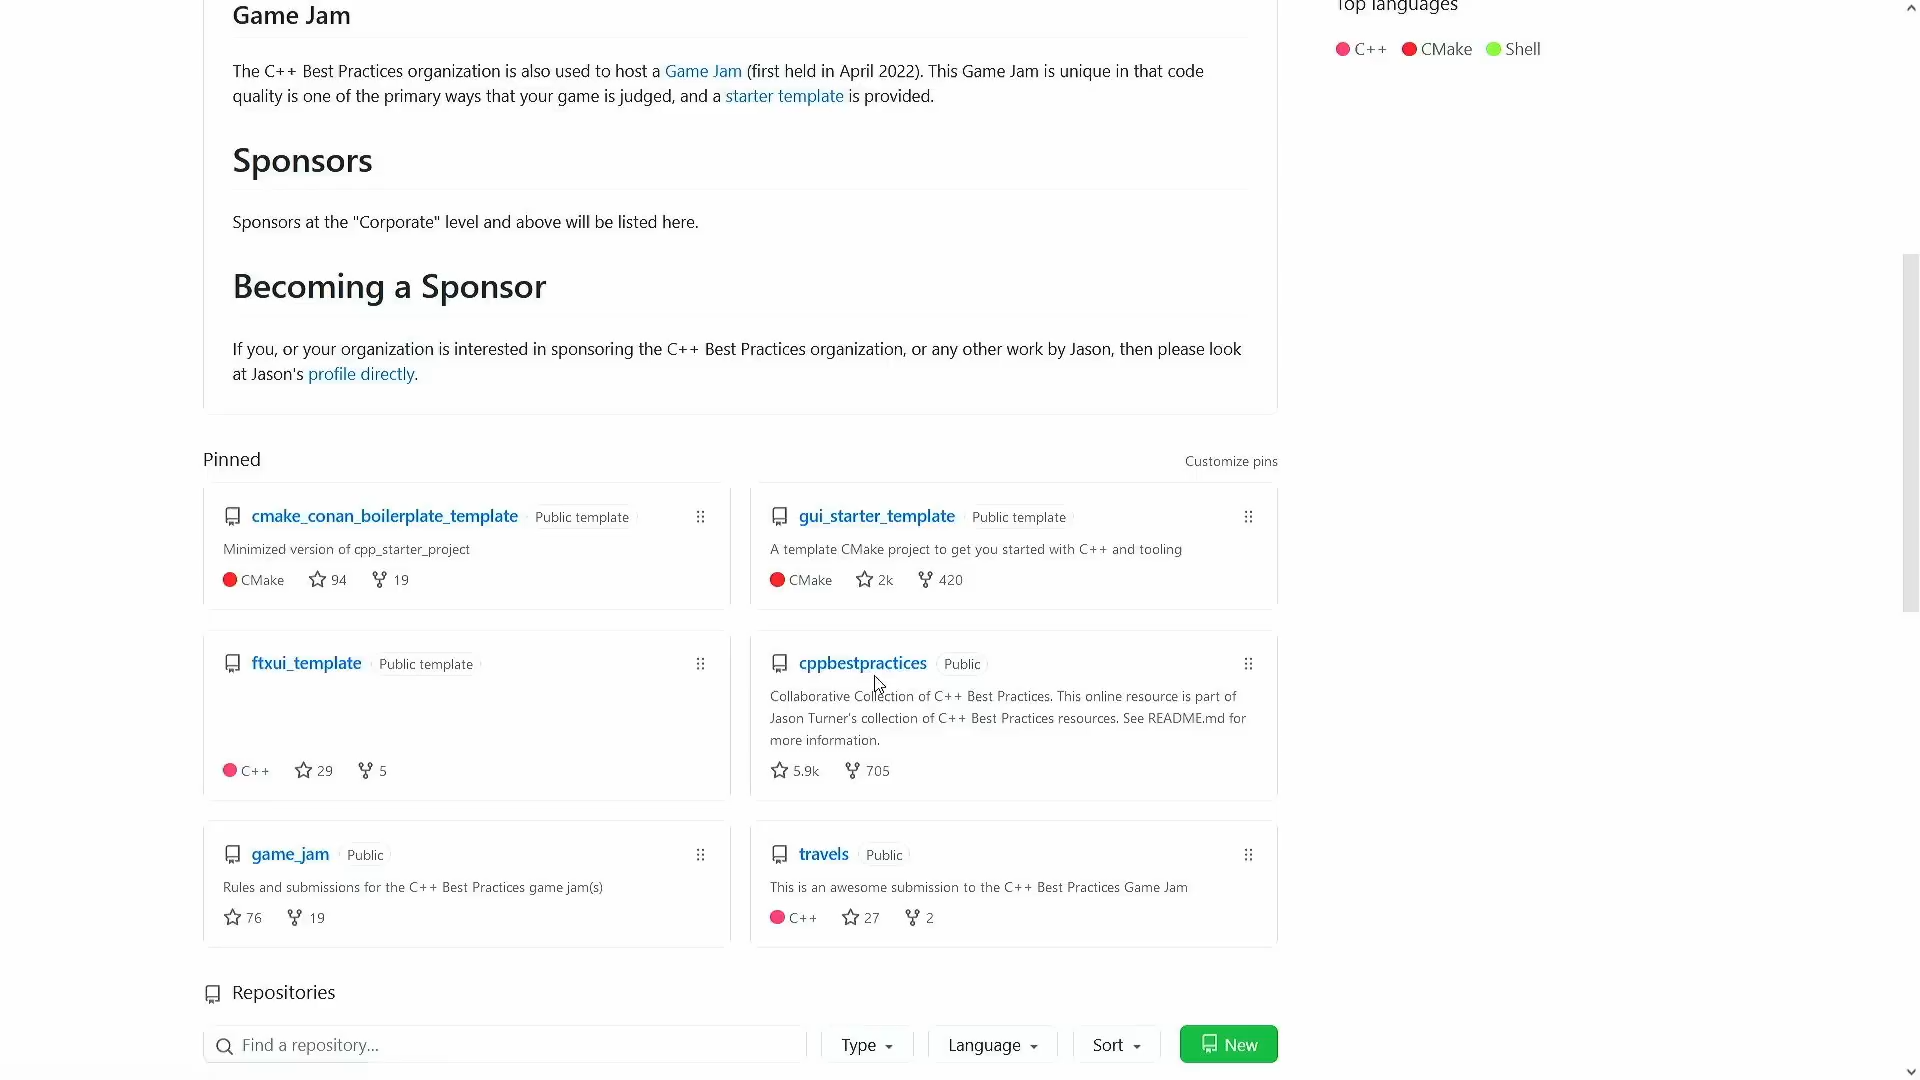 Game Jam
Top languages
C++ CMake Shell
The C++ Best Practices organization is also used to host a Game Jam (first held in April 2022). This Game Jam is unique in that code
quality is one of the primary ways that your game is judged, and a starter template is provided.
Sponsors
Sponsors at the "Corporate" level and above will be listed here.
Becoming a Sponsor
If you, or your organization is interested in sponsoring the C++ Best Practices organization, or any other work by Jason, then please look
at Jason's profile directly.
Pinned
Customize pins
cmake_conan_boilerplate_template Public template
Minimized version of cpp_starter_project
CMake 94 19
gui_starter_template Public template
A template CMake project to get you started with C++ and tooling
CMake 2k 420
ftxui_template Public template
C++ 29 5
cppbestpractices Public
Collaborative Collection of C++ Best Practices. This online resource is part of
Jason Turner's collection of C++ Best Practices resources. See README.md for
more information.
5.9k 705
game_jam Public
Rules and submissions for the C++ Best Practices game jam(s)
76 19
travels Public
This is an awesome submission to the C++ Best Practices Game Jam
C++ 27 2
Repositories
Find a repository...
Type
Language
Sort
New